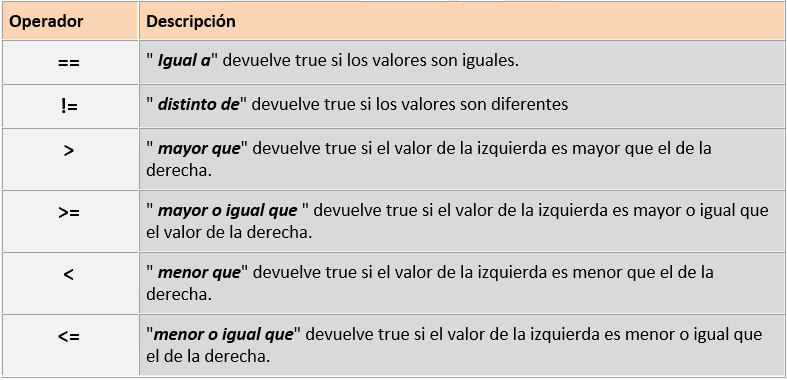 Operador Descripción
== " Igual a" devuelve true si los valores son iguales.
!= " distinto de" devuelve true si los valores son diferentes
> " mayor que" devuelve true si el valor de la izquierda es mayor que el de la
derecha.
>= " mayor o igual que " devuelve true si el valor de la izquierda es mayor o igual que
el valor de la derecha.
< " menor que" devuelve true si el valor de la izquierda es menor que el de la
derecha.
<= "menor o igual que" devuelve true si el valor de la izquierda es menor o igual que
el de la derecha.